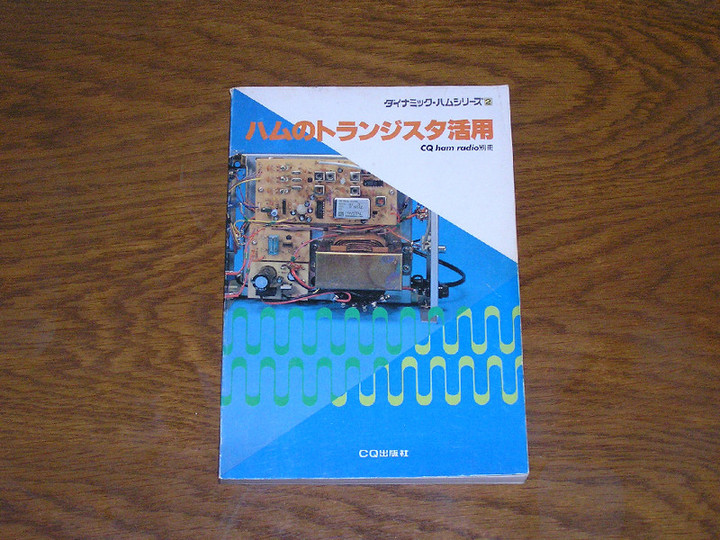 ダイナミック・ハムシリーズ2
ハムのトランジスタ活用
CQ ham radio別冊
CQ出版社